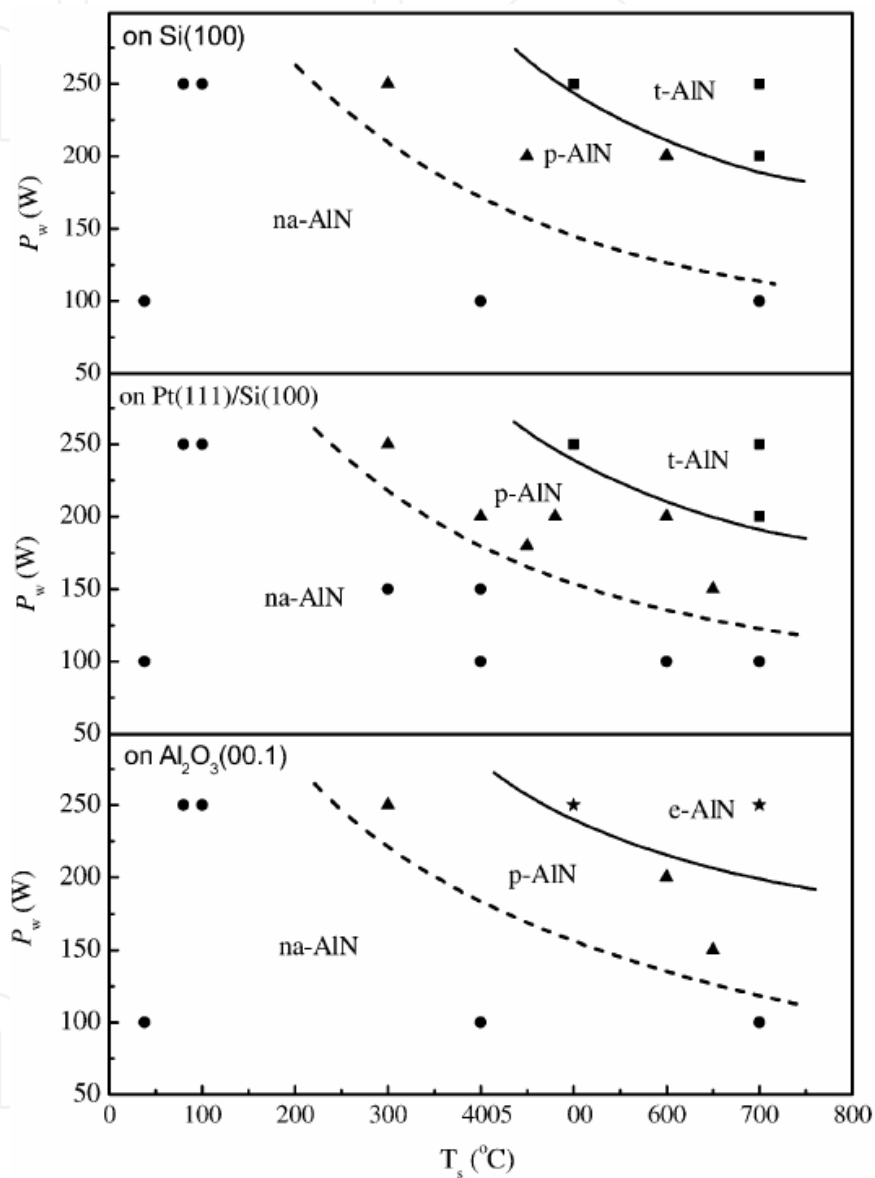 on Si(100)
250
t-AlN
200
p-AlN
na-AlN
150
100
50
P_w (W)
on Pt(111)/Si(100)
250
t-AlN
p-AlN
200
150
na-AlN
100
50
P_w (W)
on Al₂O₃(00.1)
250
e-AlN
200
p-AlN
150
na-AlN
100
50
P_w (W)
0 100 200 300 4005 00 600 700 800
T_s (°C)